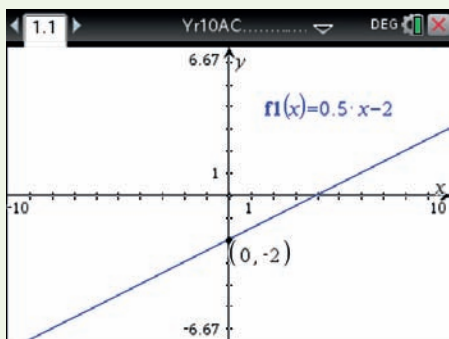 1.1 Yr10AC............ DEG
6.67 y
f1(x)=0.5·x-2
1
x
-10 1 10
(0, -2)
-6.67